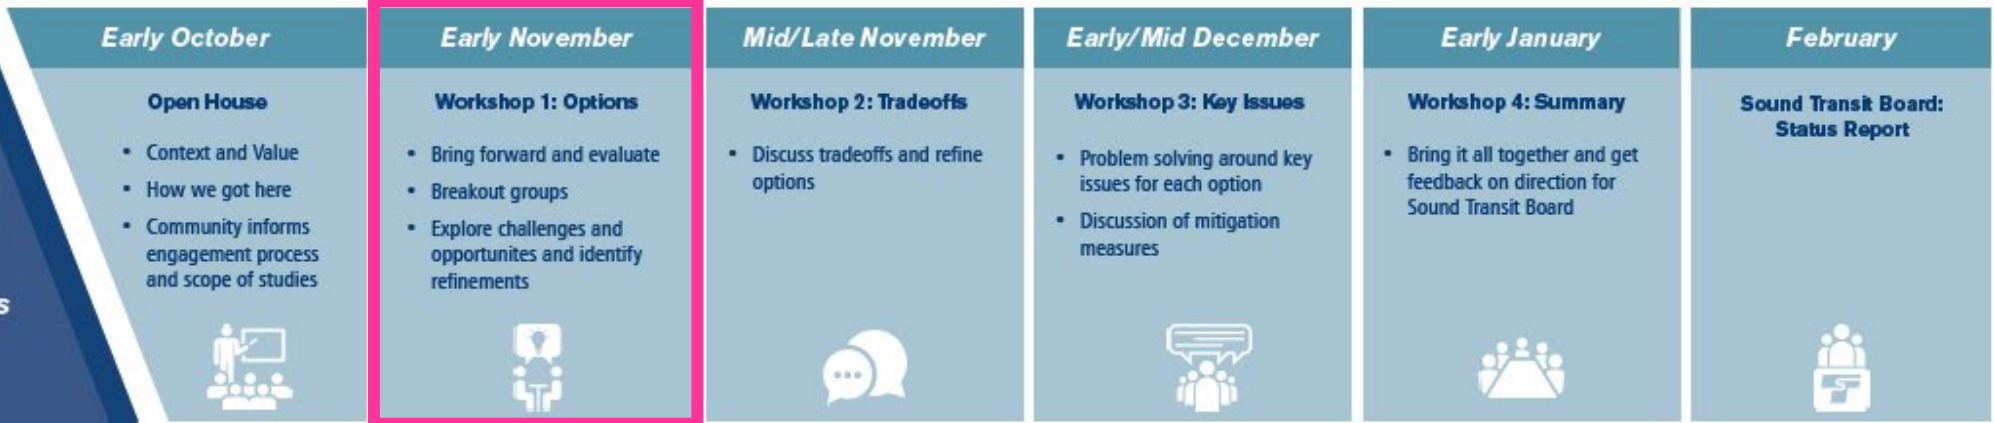 Early October
Open House
• Context and Value
• How we got here
• Community informs
engagement process
and scope of studies
Early November
Workshop 1: Options
• Bring forward and evaluate
• Breakout groups
• Explore challenges and
opportunites and identify
refinements
Mid/Late November
Workshop 2: Tradeoffs
• Discuss tradeoffs and refine
options
Early/Mid December
Workshop 3: Key Issues
• Problem solving around key
issues for each option
• Discussion of mitigation
measures
Early January
Workshop 4: Summary
• Bring it all together and get
feedback on direction for
Sound Transit Board
February
Sound Transit Board:
Status Report